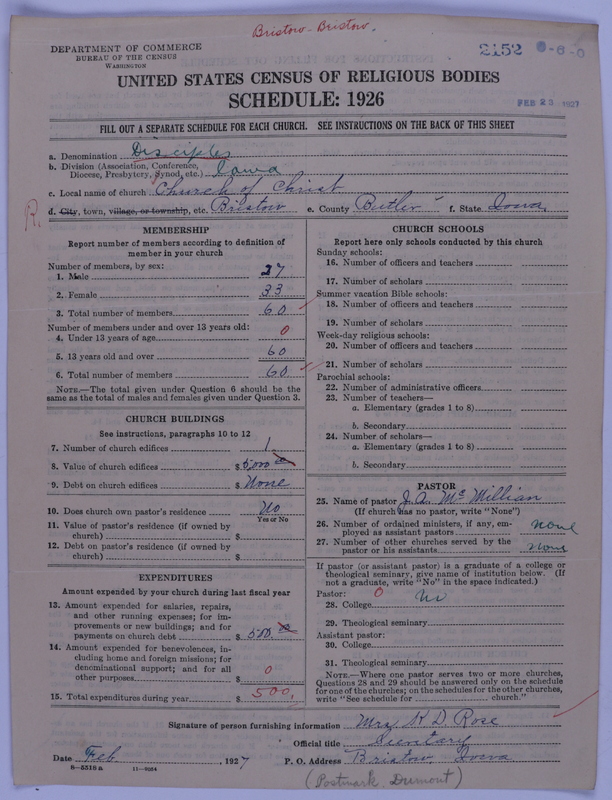 Bristow-Bristow.
DEPARTMENT OF COMMERCE
BUREAU OF THE CENSUS
WASHINGTON
2152 6-6-0
UNITED STATES CENSUS OF RELIGIOUS BODIES
SCHEDULE: 1926
FEB 23 1927
FILL OUT A SEPARATE SCHEDULE FOR EACH CHURCH. SEE INSTRUCTIONS ON THE BACK OF THIS SHEET
a. Denomination Disciples
b. Division (Association, Conference,
Diocese, Presbytery, Synod, etc.) Iowa
c. Local name of church Church of Christ
R.
d. City, town, village, or township, etc. Bristow e. County Butler f. State Iowa
MEMBERSHIP
Report number of members according to definition of
member in your church
Number of members, by sex:
1. Male 27
2. Female 33
3. Total number of members 60
Number of members under and over 13 years old:
4. Under 13 years of age 0
5. 13 years old and over 60
6. Total number of members 60
NOTE.—The total given under Question 6 should be the
same as the total of males and females given under Question 3.
CHURCH BUILDINGS
See instructions, paragraphs 10 to 12
7. Number of church edifices 1
8. Value of church edifices $ 5,000 00
9. Debt on church edifices $ None
10. Does church own pastor's residence No
Yes or No
11. Value of pastor's residence (if owned by
church) $
12. Debt on pastor's residence (if owned by
church) $
EXPENDITURES
Amount expended by your church during last fiscal year
13. Amount expended for salaries, repairs,
and other running expenses; for im-
provements or new buildings; and for
payments on church debt $ 500 00
14. Amount expended for benevolences, in-
cluding home and foreign missions; for
denominational support; and for all
other purposes $ 0
15. Total expenditures during year $ 500.
CHURCH SCHOOLS
Report here only schools conducted by this church
Sunday schools:
16. Number of officers and teachers
17. Number of scholars
Summer vacation Bible schools:
18. Number of officers and teachers
19. Number of scholars
Week-day religious schools:
20. Number of officers and teachers
21. Number of scholars
Parochial schools:
22. Number of administrative officers
23. Number of teachers—
a. Elementary (grades 1 to 8)
b. Secondary
24. Number of scholars—
a. Elementary (grades 1 to 8)
b. Secondary
PASTOR
25. Name of pastor J. A. McMillian
(If church has no pastor, write "None")
26. Number of ordained ministers, if any, em-
ployed as assistant pastors none
27. Number of other churches served by the
pastor or his assistants none
If pastor (or assistant pastor) is a graduate of a college or
theological seminary, give name of institution below. (If
not a graduate, write "No" in the space indicated.)
Pastor: 0
28. College No
29. Theological seminary
Assistant pastor:
30. College
31. Theological seminary
NOTE.—Where one pastor serves two or more churches,
Questions 28 and 29 should be answered only on the schedule
for one of the churches; on the schedules for the other churches,
write "See schedule for church."
Signature of person furnishing information Mrs. K D. Rose
Official title Secretary
Date Feb , 1927 P. O. Address Bristow Iowa
8-5518 a 11-9184
(Postmark, Dumont)